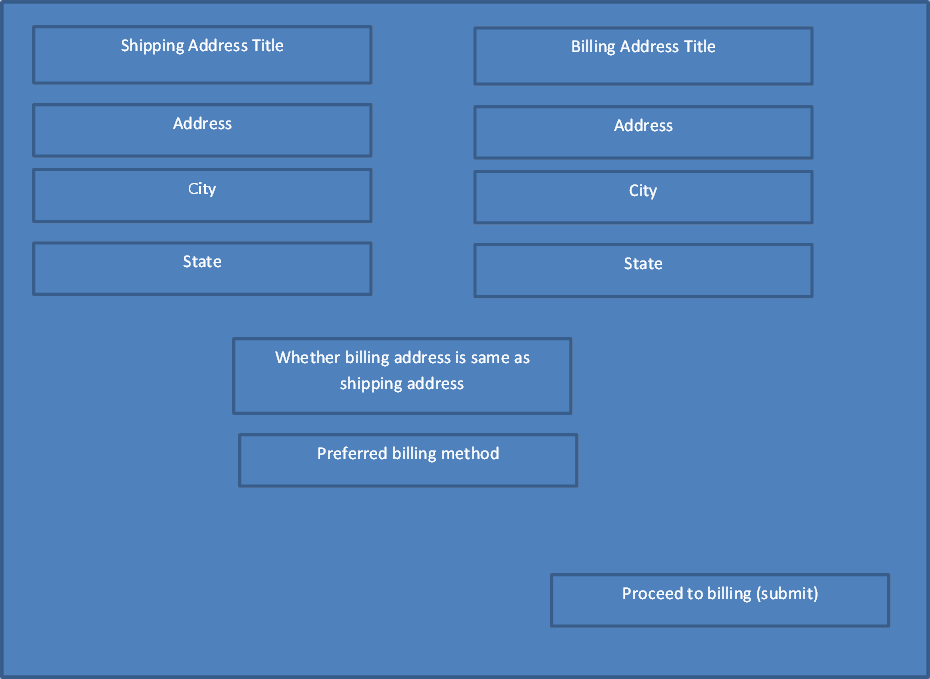 Shipping Address Title
Billing Address Title
Address
Address
City
City
State
State
Whether billing address is same as
shipping address
Preferred billing method
Proceed to billing (submit)